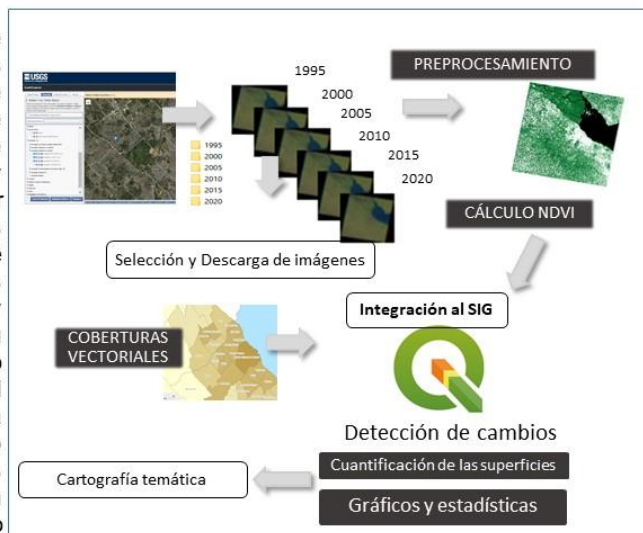 USGS
1995
2000
2005
2010
2015
2020
1995
2000
2005
2010
2015
2020
PREPROCESAMIENTO
CÁLCULO NDVI
Selección y Descarga de imágenes
Integración al SIG
COBERTURAS
VECTORIALES
Detección de cambios
Cuantificación de las superficies
Gráficos y estadísticas
Cartografía temática